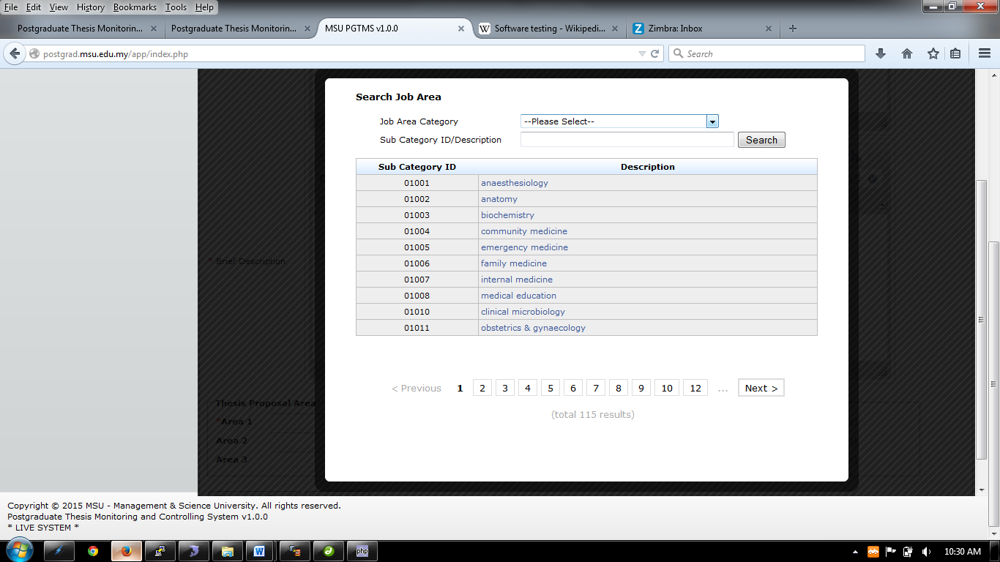 File Edit View History Bookmarks Tools Help
Postgraduate Thesis Monitorin... × Postgraduate Thesis Monitorin... × MSU PGTMS v1.0.0 × W Software testing - Wikipedi... × Z Zimbra: Inbox ×
postgrad.msu.edu.my/app/index.php Search
Search Job Area
Job Area Category --Please Select--
Sub Category ID/Description Search
Sub Category ID Description
01001 anaesthesiology
01002 anatomy
01003 biochemistry
01004 community medicine
01005 emergency medicine
* Brief Description
01006 family medicine
01007 internal medicine
01008 medical education
01010 clinical microbiology
01011 obstetrics & gynaecology
< Previous 1 2 3 4 5 6 7 8 9 10 12 ... Next >
Thesis Proposal Area
(total 115 results)
*Area 1
Area 2
Area 3
Copyright © 2015 MSU - Management & Science University. All rights reserved.
Postgraduate Thesis Monitoring and Controlling System v1.0.0
* LIVE SYSTEM *
W php 10:30 AM